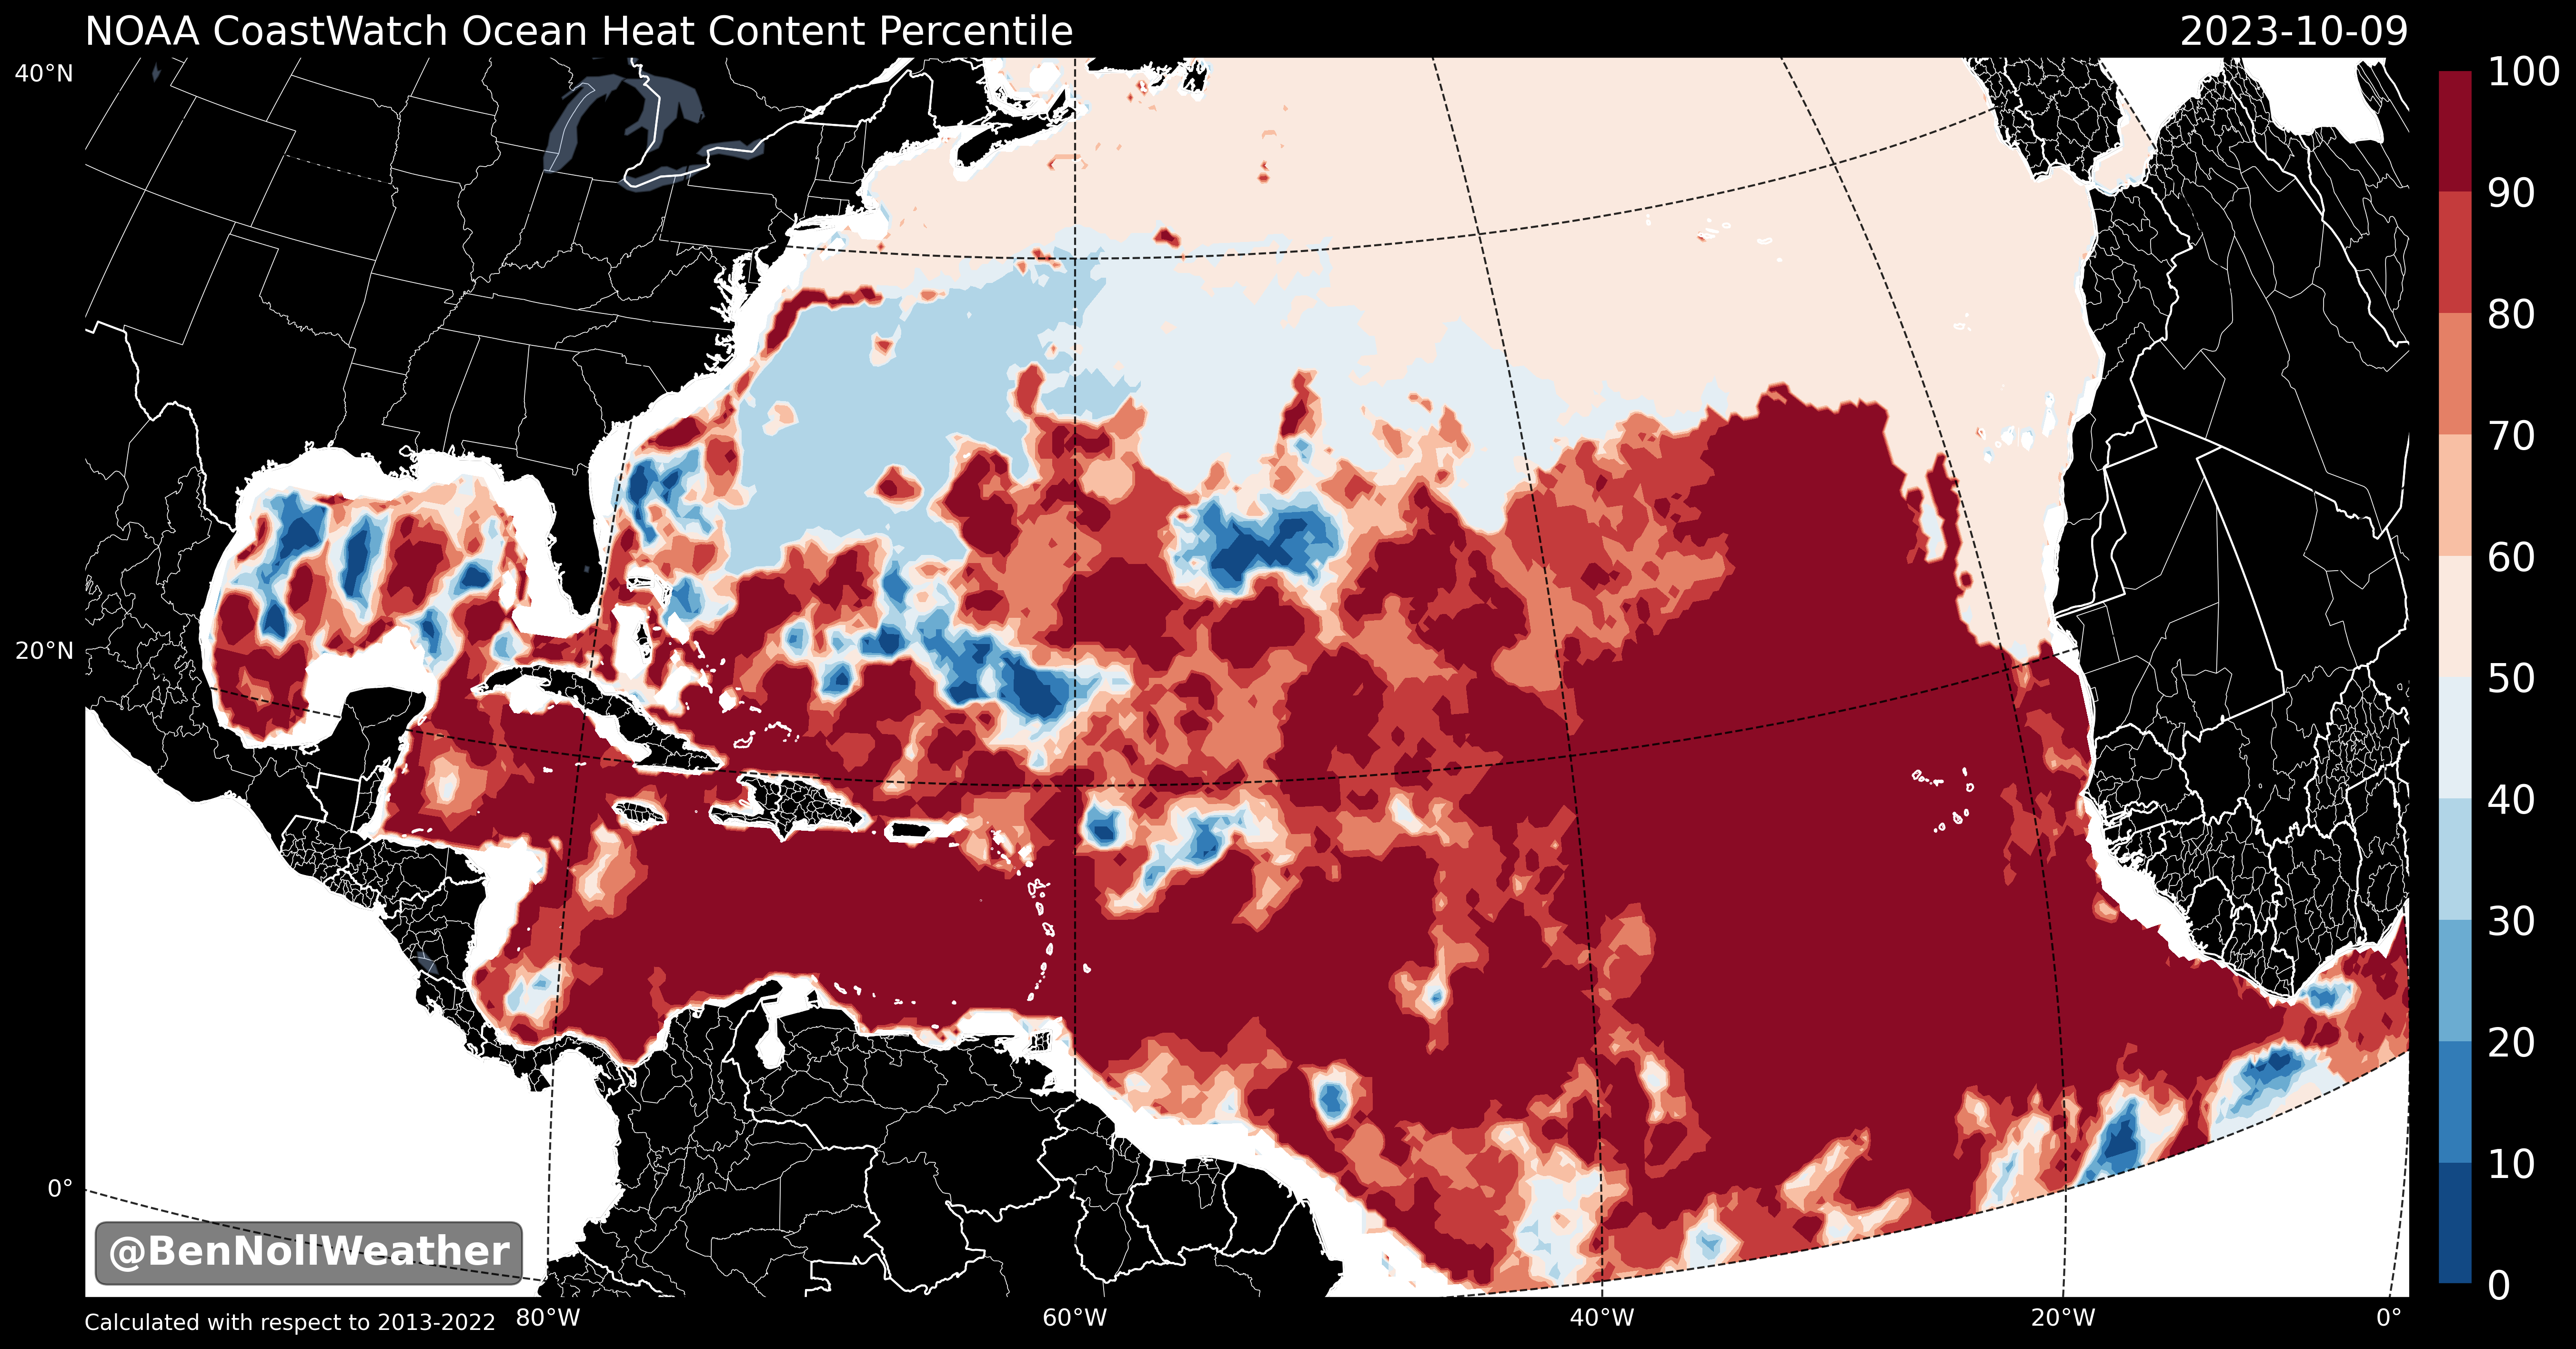 NOAA CoastWatch Ocean Heat Content Percentile
2023-10-09
40°N
20°N
0°
100
90
80
70
60
50
40
30
20
10
0
@BenNollWeather
Calculated with respect to 2013-2022
80°W
60°W
40°W
20°W
0°